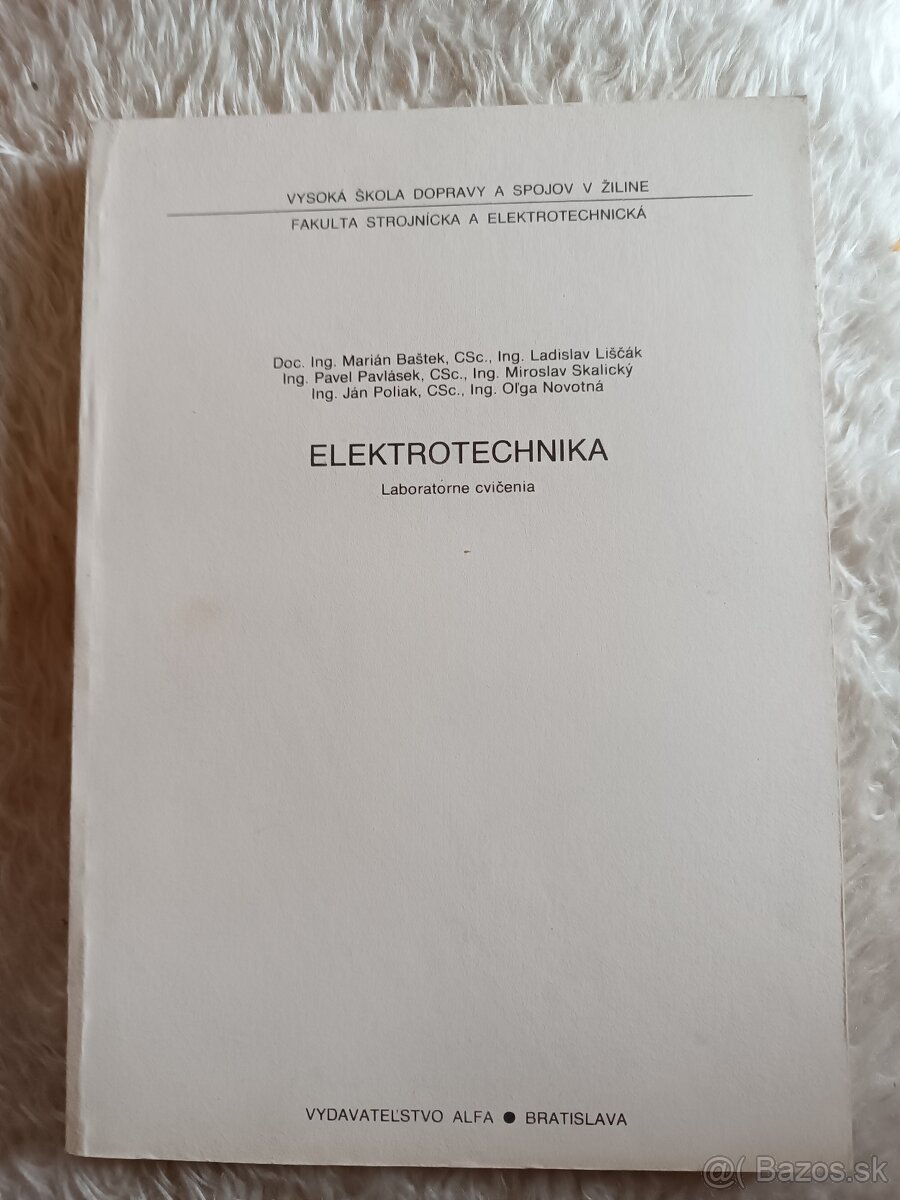 VYSOKÁ ŠKOLA DOPRAVY A SPOJOV V ŽILINE
FAKULTA STROJNÍCKA A ELEKTROTECHNICKÁ
Doc. Ing. Marián Baštek, CSc., Ing. Ladislav Liščák
Ing. Pavel Pavlásek, CSc., Ing. Miroslav Skalický
Ing. Ján Poliak, CSc., Ing. Oľga Novotná
ELEKTROTECHNIKA
Laboratórne cvičenia
VYDAVATEĽSTVO ALFA ● BRATISLAVA
@( Bazos.sk